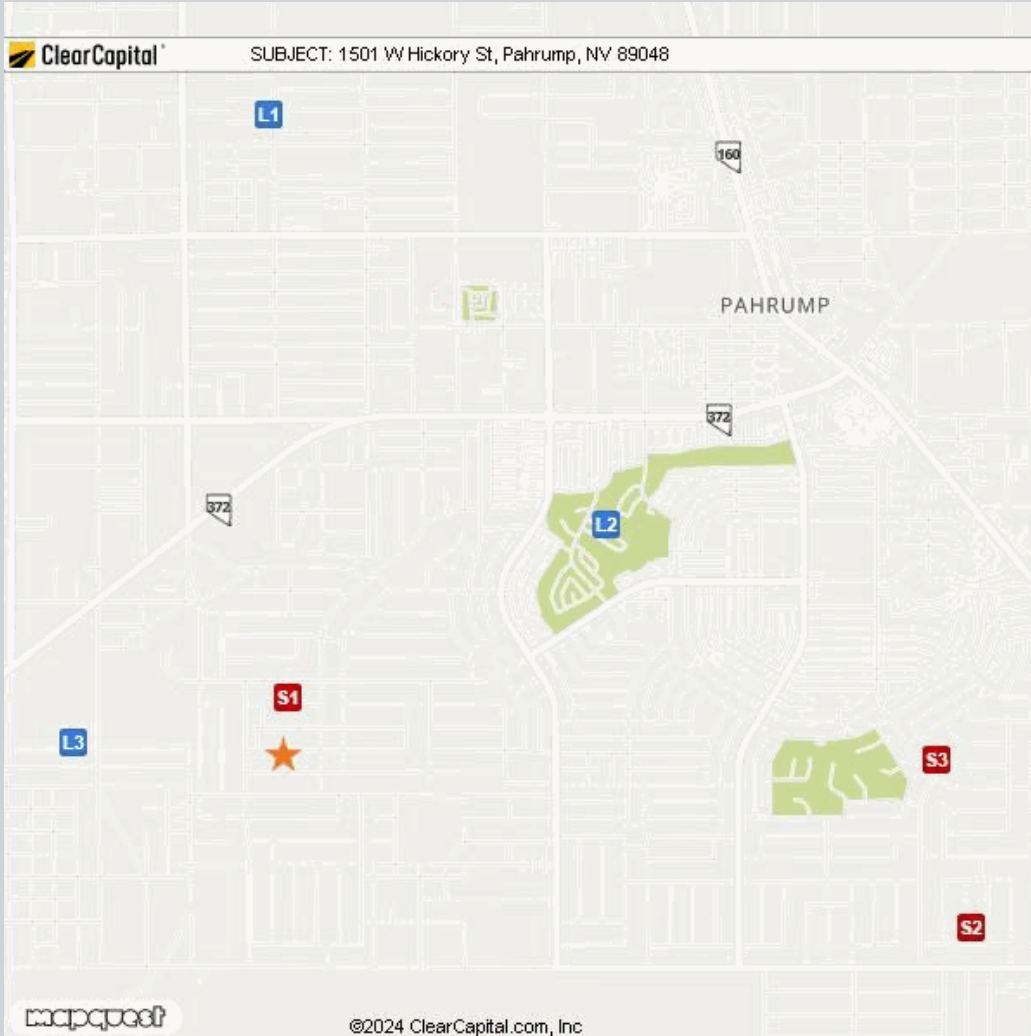 ClearCapital
SUBJECT: 1501 W Hickory St, Pahrump, NV 89048
L1
160
PAHRUMP
372
372
L2
S1
L3
S3
S2
mapquest
©2024 ClearCapital.com, Inc